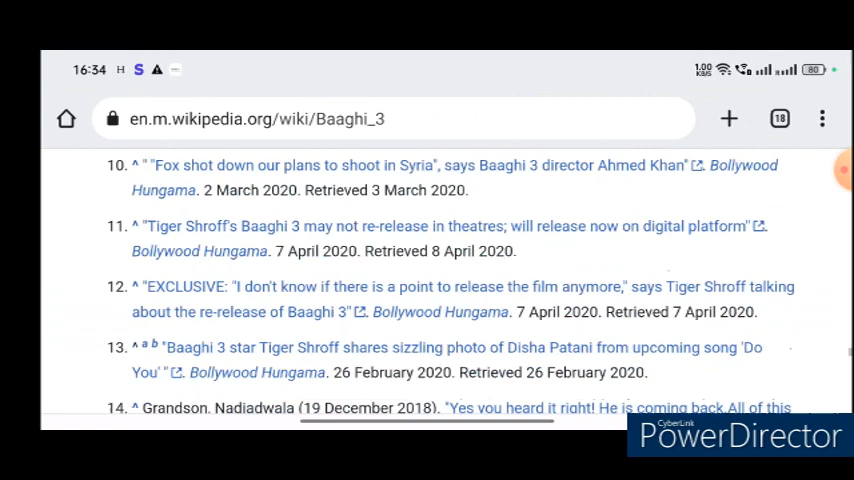 16:34 H S 1.00 KB/S 80
en.m.wikipedia.org/wiki/Baaghi_3 18
10. ^ " "Fox shot down our plans to shoot in Syria", says Baaghi 3 director Ahmed Khan" . Bollywood
Hungama. 2 March 2020. Retrieved 3 March 2020.
11. ^ "Tiger Shroff's Baaghi 3 may not re-release in theatres; will release now on digital platform" .
Bollywood Hungama. 7 April 2020. Retrieved 8 April 2020.
12. ^ "EXCLUSIVE: "I don't know if there is a point to release the film anymore," says Tiger Shroff talking
about the re-release of Baaghi 3" . Bollywood Hungama. 7 April 2020. Retrieved 7 April 2020.
13. ^ a b "Baaghi 3 star Tiger Shroff shares sizzling photo of Disha Patani from upcoming song 'Do
You' " . Bollywood Hungama. 26 February 2020. Retrieved 26 February 2020.
14. ^ Grandson, Nadiadwala (19 December 2018). "Yes you heard it right! He is coming back.All of this
CyberLink
PowerDirector